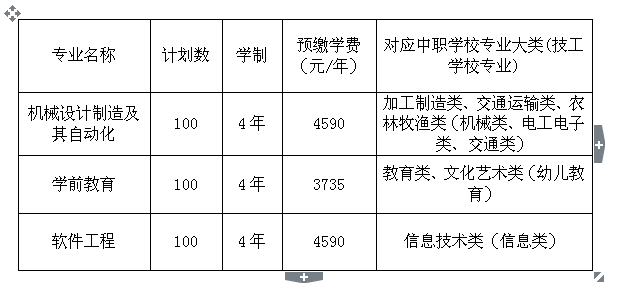 专业名称 计划数 学制 预缴学费 对应中职学校专业大类(技工
（元/年） 学校专业)
机械设计制造及 100 4年 4590 加工制造类、交通运输类、农
其自动化 林牧渔类（机械类、电工电子
类、交通类）
学前教育 100 4年 3735 教育类、文化艺术类（幼儿教
育）
软件工程 100 4年 4590 信息技术类（信息类）